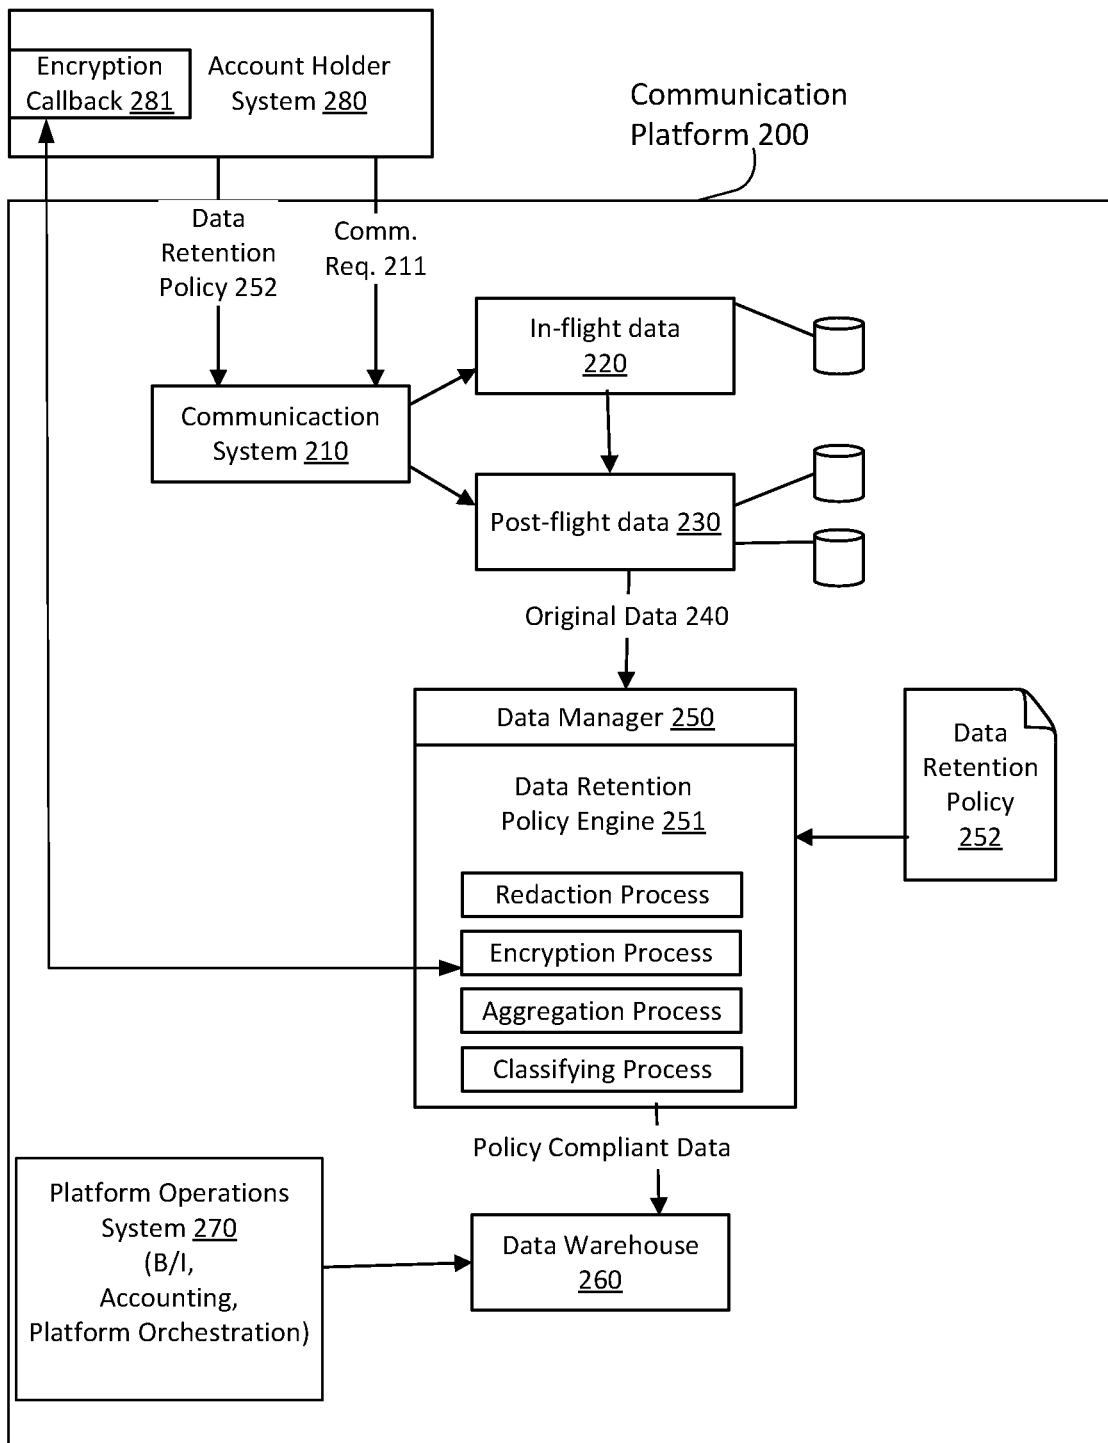 Encryption
Callback 281
Account Holder
System 280
Communication
Platform 200
Data
Retention
Policy 252
Comm.
Req. 211
In-flight data
220
Communicaction
System 210
Post-flight data 230
Original Data 240
Data Manager 250
Data Retention
Policy Engine 251
Data
Retention
Policy
252
Redaction Process
Encryption Process
Aggregation Process
Classifying Process
Policy Compliant Data
Platform Operations
System 270
(B/I,
Accounting,
Platform Orchestration)
Data Warehouse
260